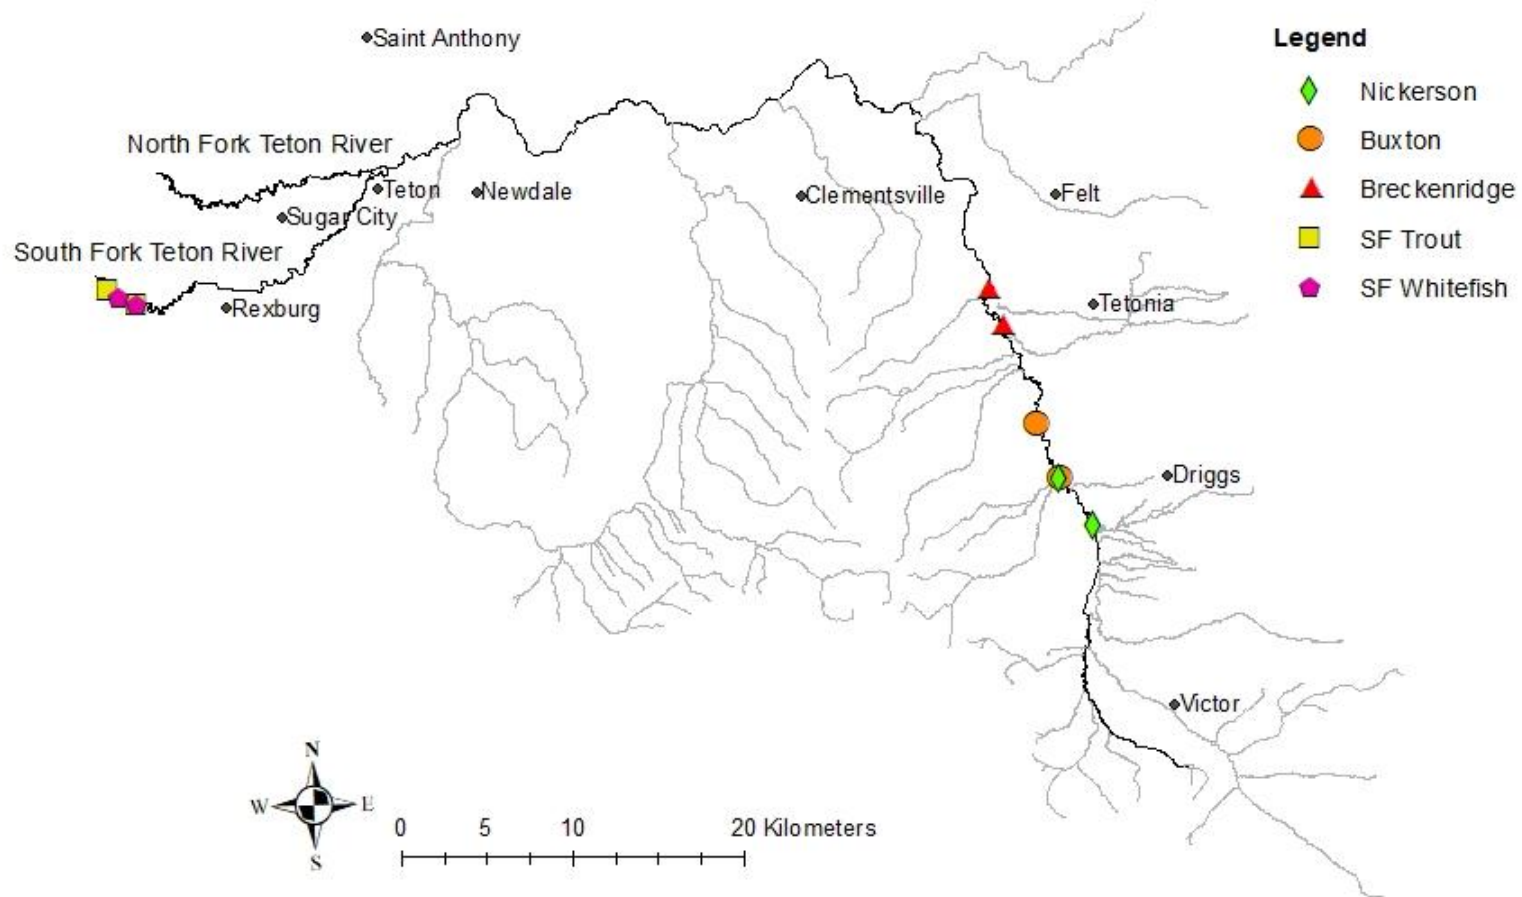 Saint Anthony
Legend
Nickerson
Buxton
North Fork Teton River
Breckenridge
Teton
Newdale
Clementsville
Felt
Sugar City
SF Trout
South Fork Teton River
SF Whitefish
Rexburg
Tetonia
Driggs
Victor
N
W E
S
0 5 10 20 Kilometers